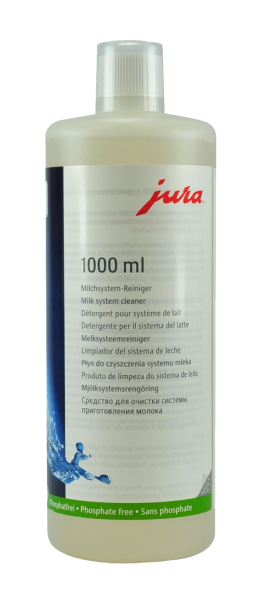 jura
1000 ml
Milchsystem-Reiniger
Milk system cleaner
Détergent pour système de lait
Detergente per il sistema del latte
Melksysteemreiniger
Limpiador del sistema de leche
Płyn do czyszczenia systemu mleka
Produto de limpeza do sistema de leite
Mjölksystemsrengöring
Средство для очистки системы
приготовления молока
• Phosphate free • Sans phosphate